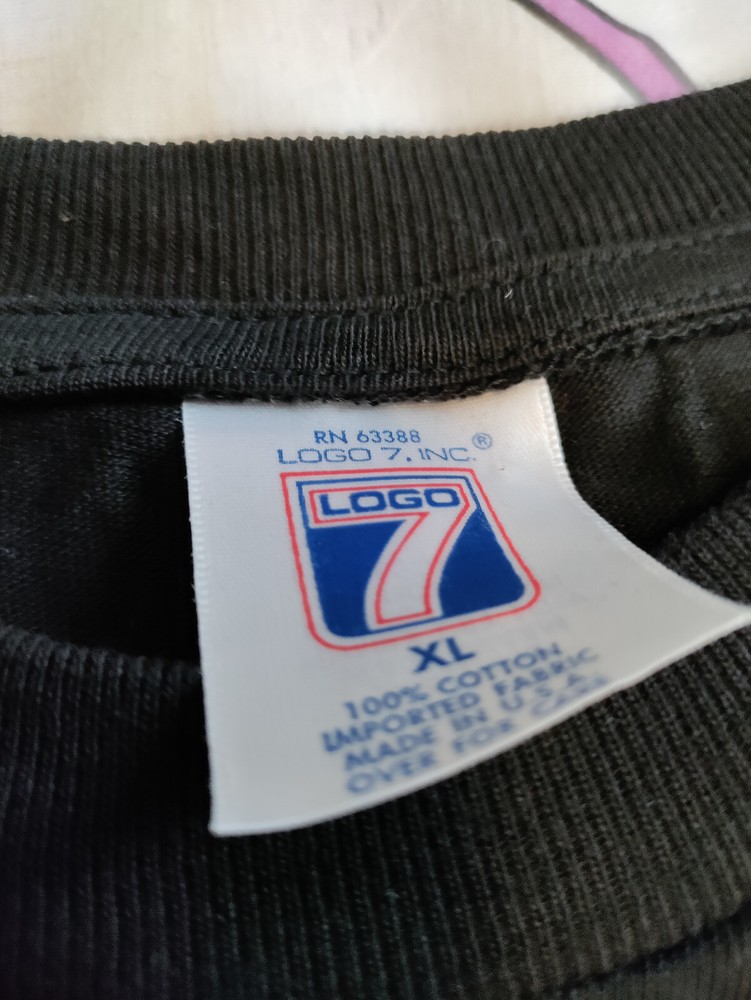 RN 63388
LOGO 7, INC.®
LOGO
7
XL
100% COTTON
IMPORTED FABRIC
MADE IN U.S.A
OVER FOR CARE